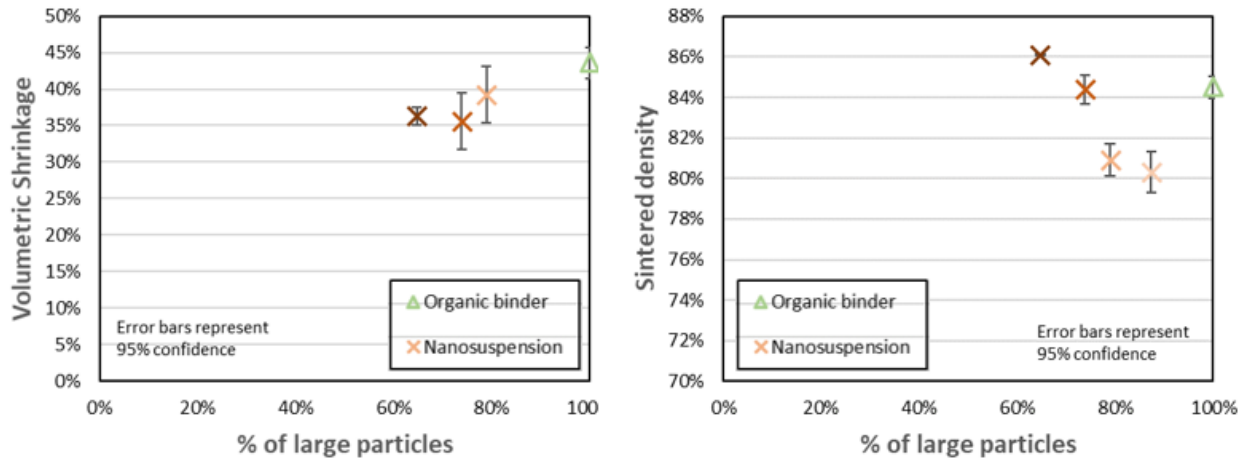 50%
45%
40%
35%
30%
25%
20%
15%
10%
5%
0%
Volumetric Shrinkage
Organic binder
Nanosuspension
Error bars represent
95% confidence
0%
20%
40%
60%
80%
100
% of large particles
88%
86%
84%
82%
80%
78%
76%
74%
72%
70%
Sintered density
Organic binder
Nanosuspension
Error bars represent
95% confidence
0%
20%
40%
60%
80%
100%
% of large particles